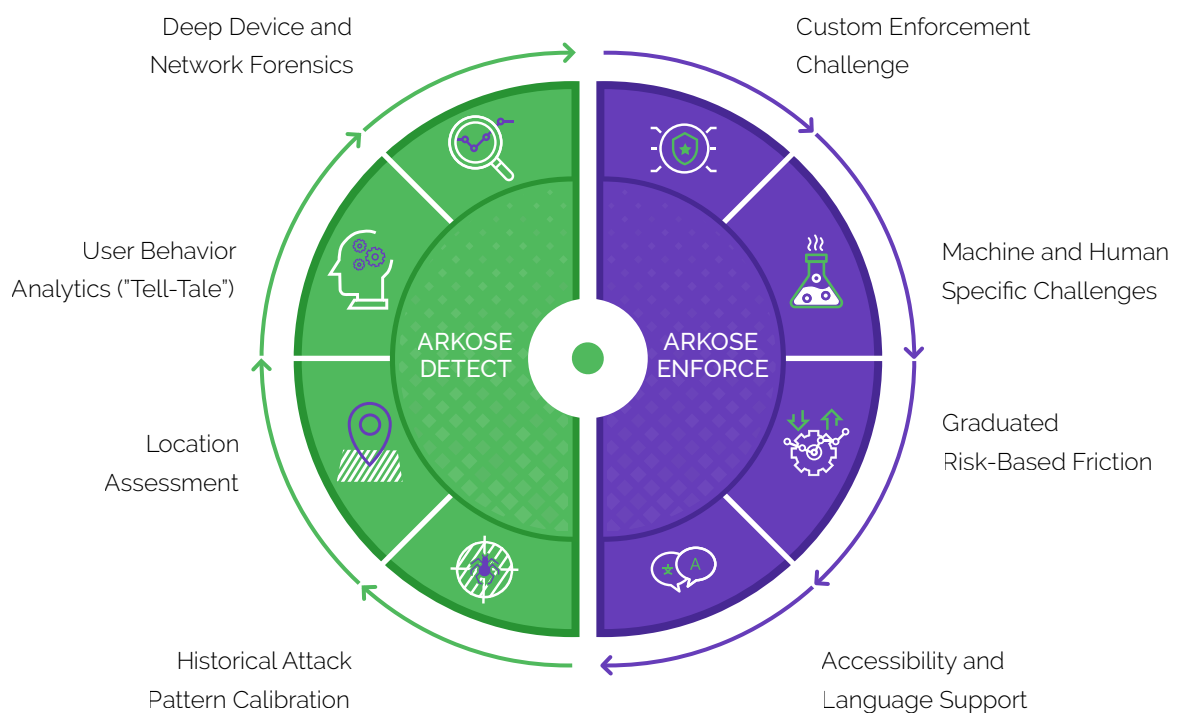 Deep Device and
Network Forensics
Custom Enforcement
Challenge
User Behavior
Analytics ("Tell-Tale")
Machine and Human
Specific Challenges
ARKOSE
DETECT
ARKOSE
ENFORCE
Location
Assessment
Graduated
Risk-Based Friction
A
Historical Attack
Pattern Calibration
Accessibility and
Language Support